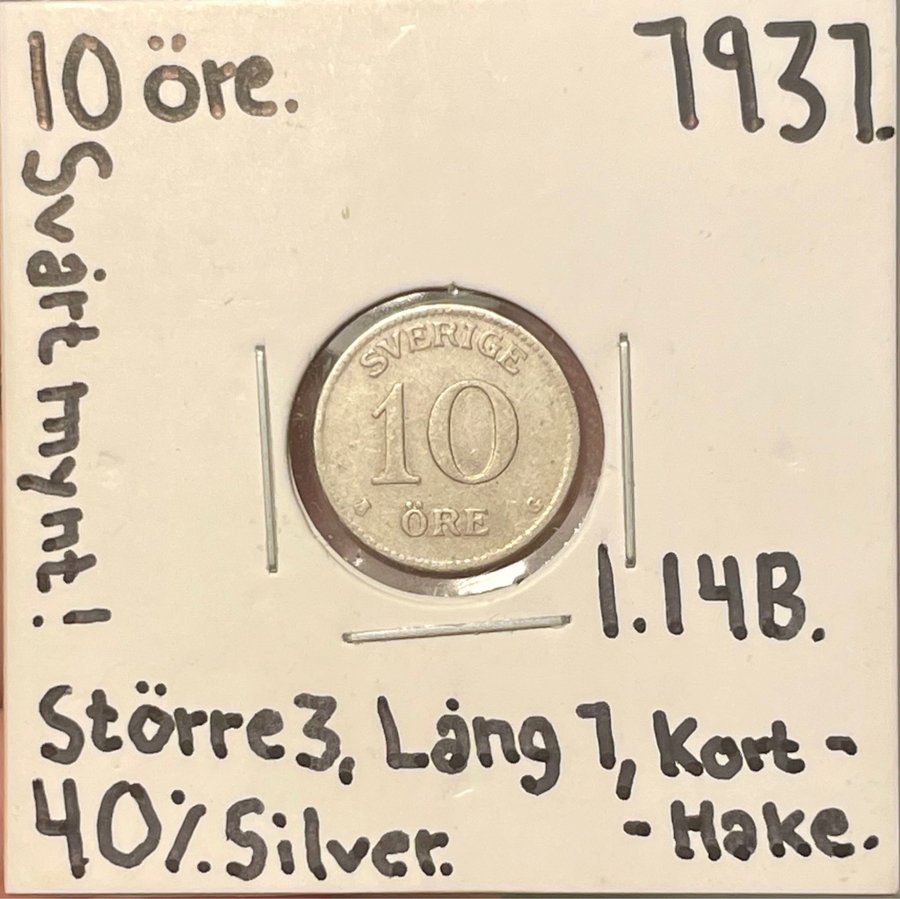 10 öre.
1937.
Svårt mynt!
SVERIGE
10
ÖRE
G
1.14B.
Större 3, Lång 7, Kort -
40% Silver.
- Hake.